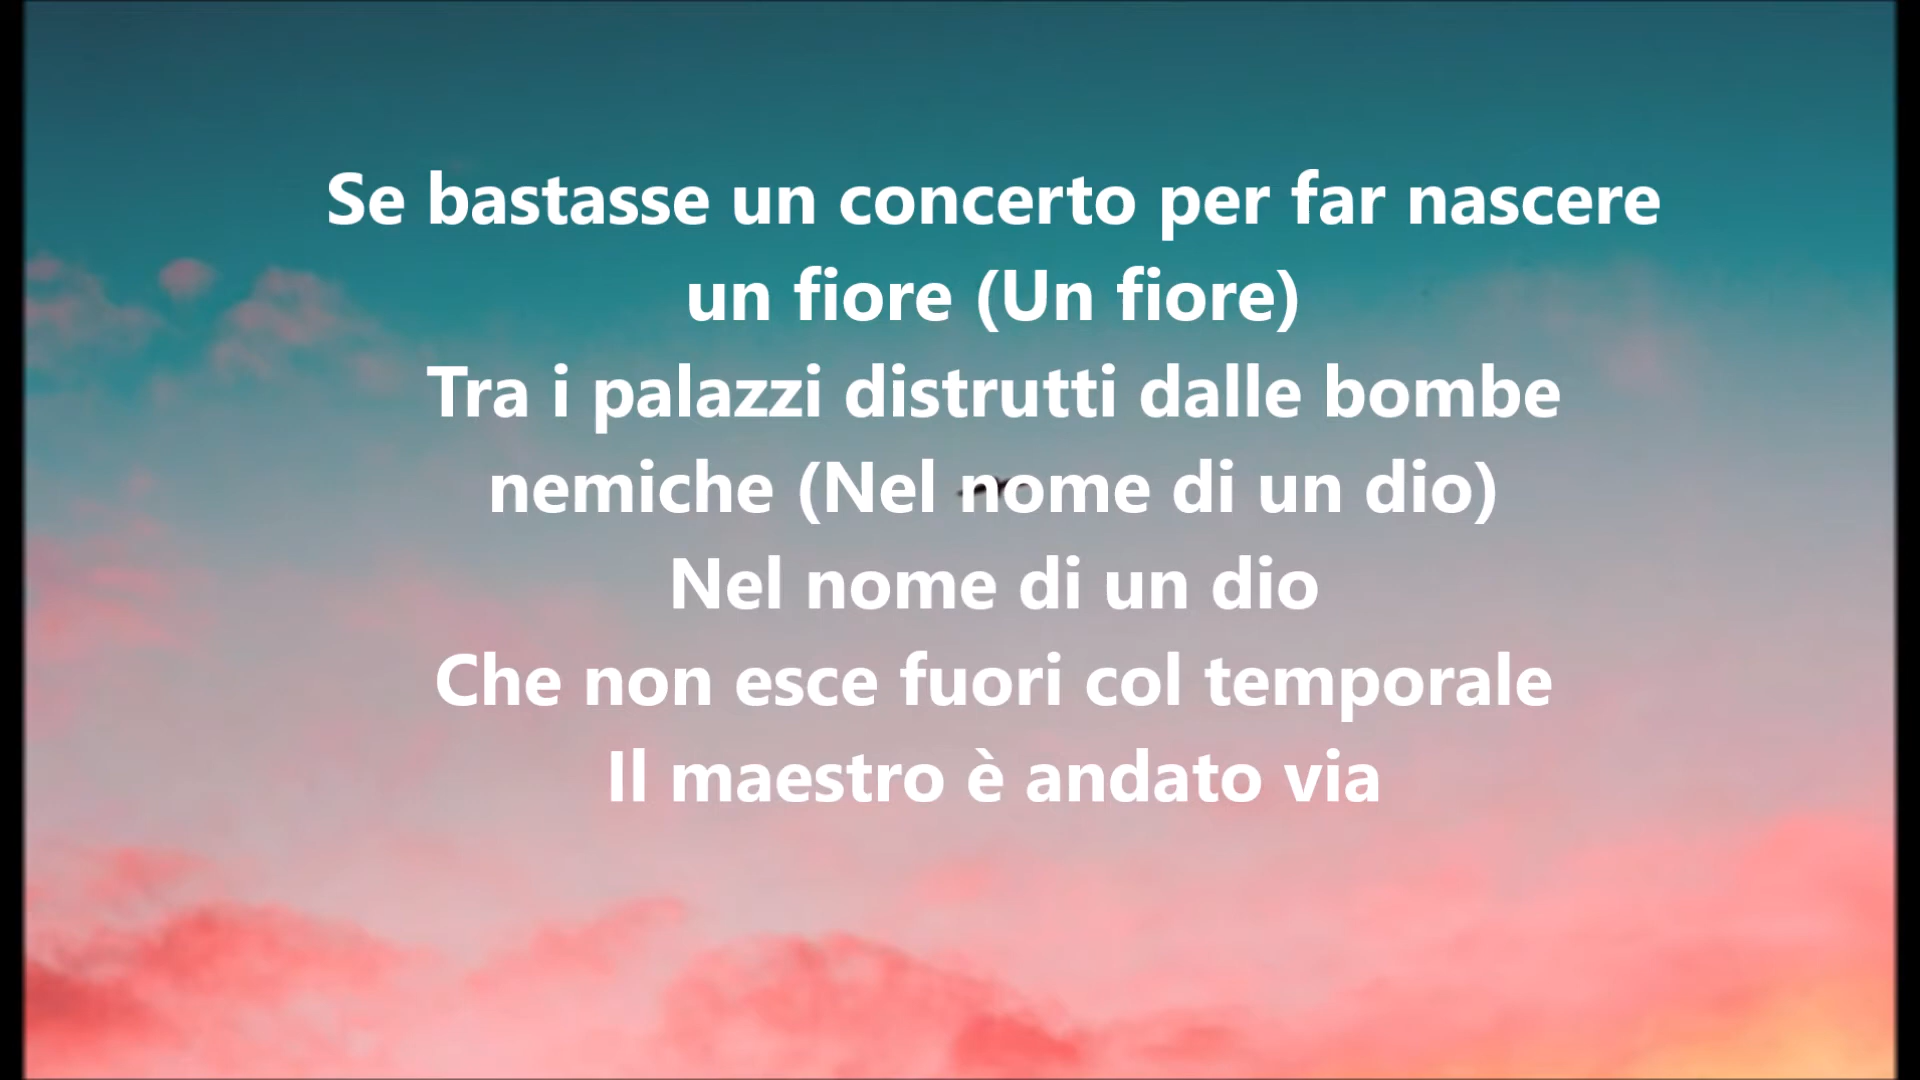 Se bastasse un concerto per far nascere
un fiore (Un fiore)
Tra i palazzi distrutti dalle bombe
nemiche (Nel nome di un dio)
Nel nome di un dio
Che non esce fuori col temporale
Il maestro è andato via